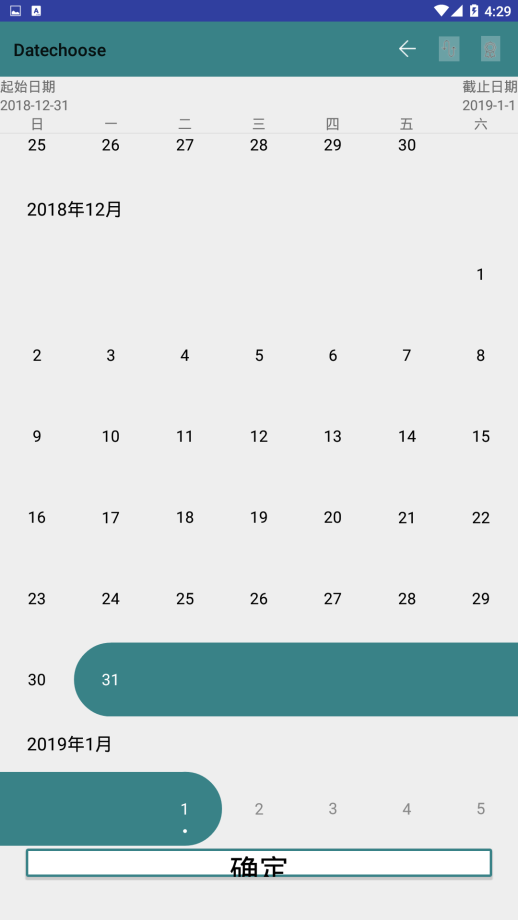 4:29
Datechoose
起始日期 截止日期
2018-12-31 2019-1-1
日 一 二 三 四 五 六
25 26 27 28 29 30
2018年12月
1
2 3 4 5 6 7 8
9 10 11 12 13 14 15
16 17 18 19 20 21 22
23 24 25 26 27 28 29
30 31
2019年1月
1 2 3 4 5
确定